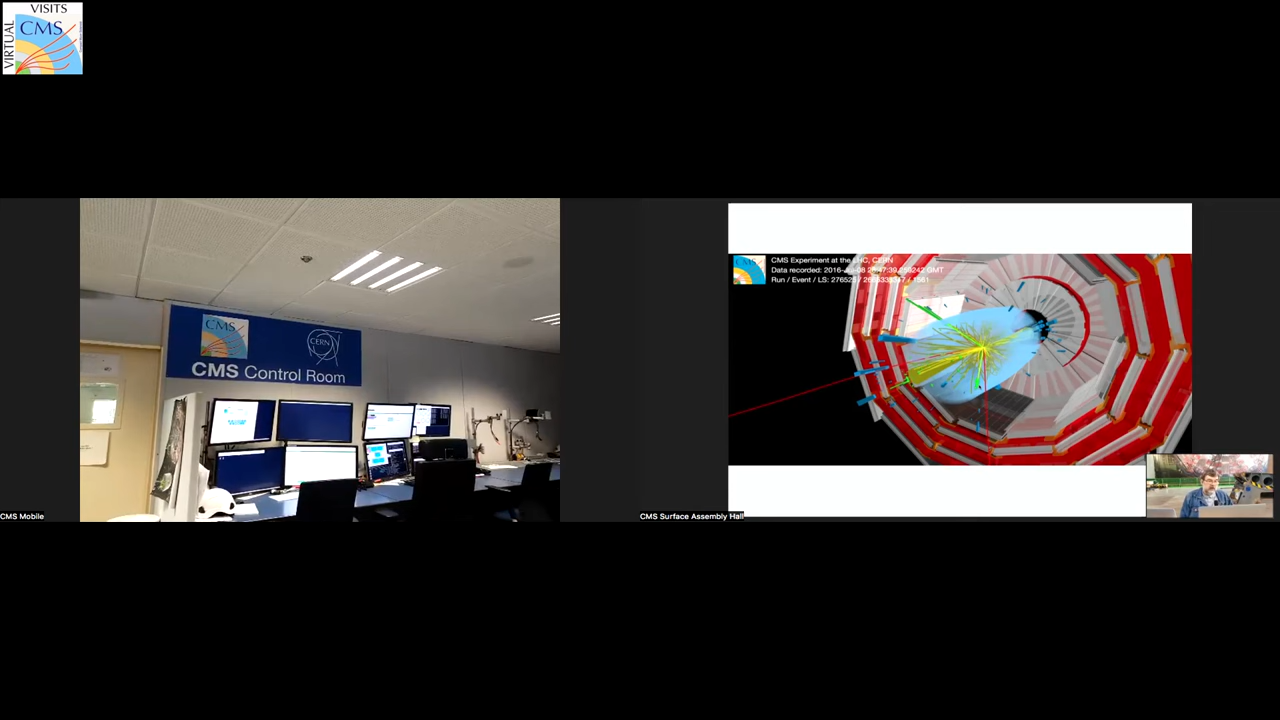 VISITS
VIRTUAL
CMS
CMS
CERN
CMS Control Room
CMS Mobile
CMS Experiment at the LHC, CERN
Data recorded: 2016-
GMT
Run / Event / LS:
CMS Surface Assembly Hall